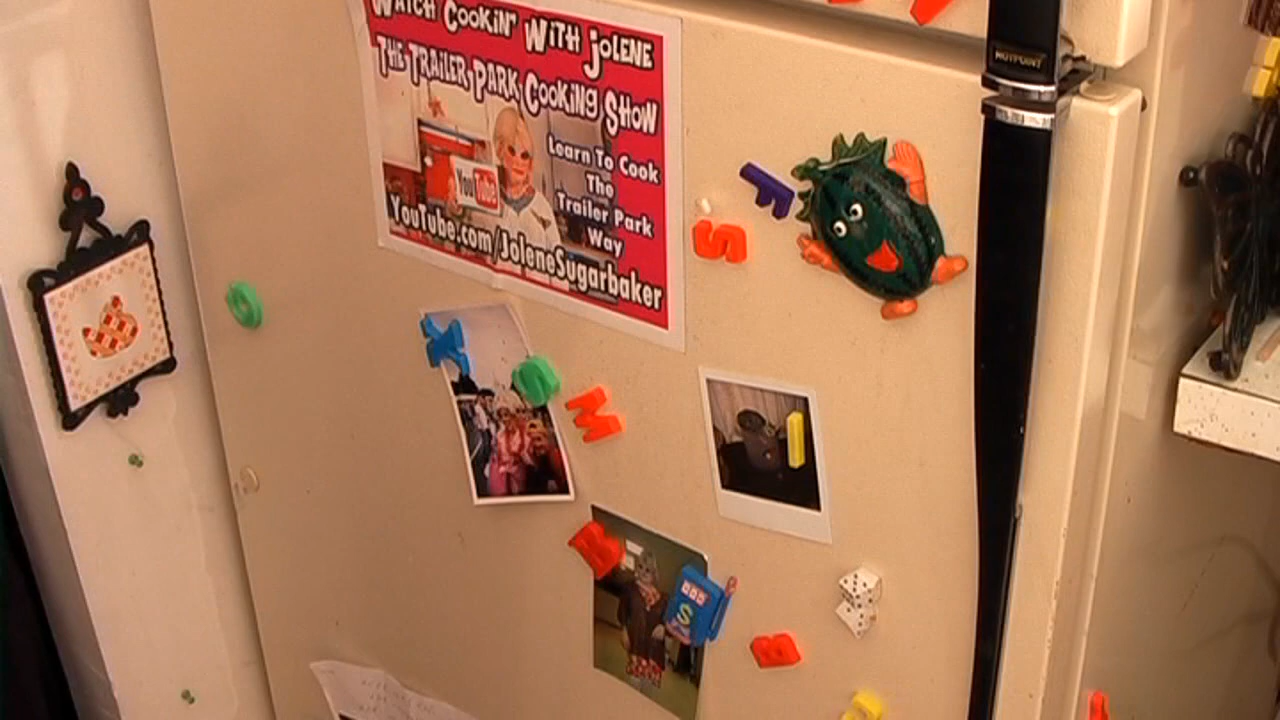 WATCH COOKIN' WITH JOLENE
THE TRAILER PARK COOKING SHOW
Learn To Cook
The
Trailer Park
Way
YouTube
YouTube.com/JoleneSugarbaker
HOTPOINT
F
S
O
X
M
B
$
B